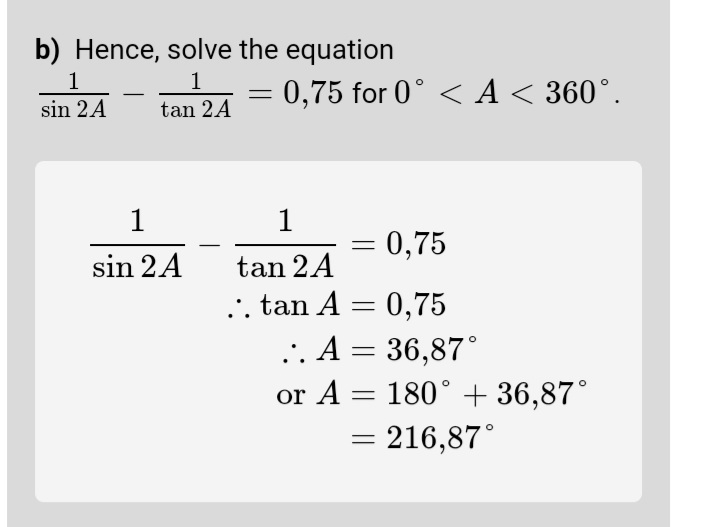 b) Hence, solve the equation
1/sin 2A − 1/tan 2A = 0,75 for 0° < A < 360°.
1/sin 2A − 1/tan 2A = 0,75
∴ tan A = 0,75
∴ A = 36,87°
or A = 180° + 36,87°
= 216,87°